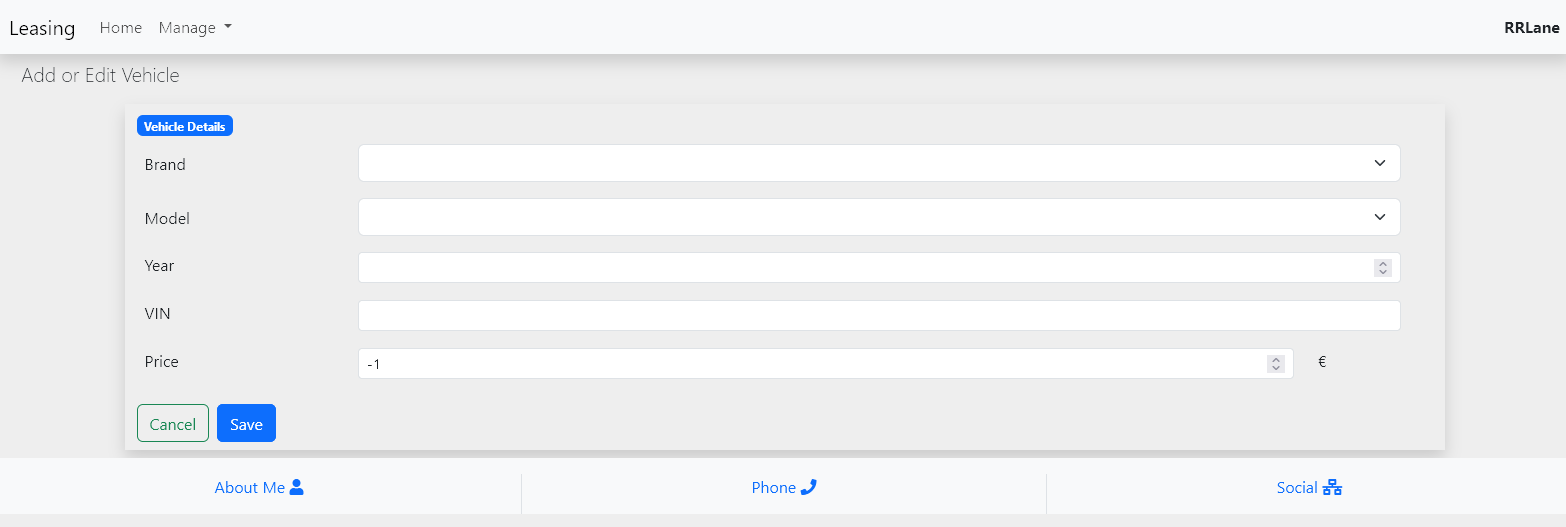 Leasing Home Manage RRLane
Add or Edit Vehicle
Vehicle Details
Brand
Model
Year
VIN
Price -1 €
Cancel Save
About Me Phone Social